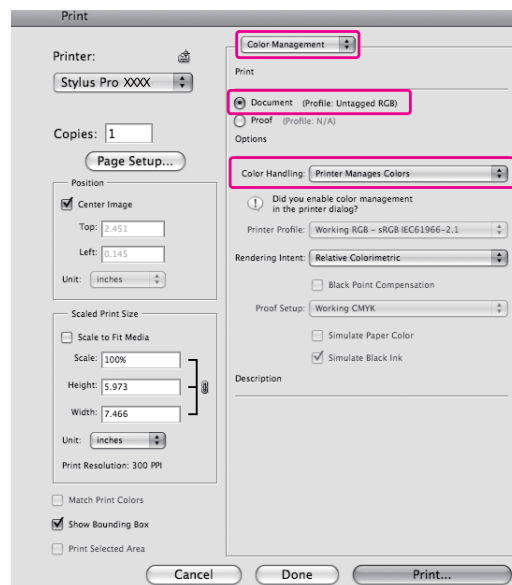 Print
Printer:
Stylus Pro XXXX
Copies: 1
Page Setup...
Position
Center Image
Top: 2.451
Left: 0.145
Unit: inches
Scaled Print Size
Scale to Fit Media
Scale: 100%
Height: 5.973
Width: 7.466
Unit: inches
Print Resolution: 300 PPI
Match Print Colors
Show Bounding Box
Print Selected Area
Color Management
Print
Document (Profile: Untagged RGB)
Proof (Profile: N/A)
Options
Color Handling: Printer Manages Colors
Did you enable color management
in the printer dialog?
Printer Profile: Working RGB - sRGB IEC61966-2.1
Rendering Intent: Relative Colorimetric
Black Point Compensation
Proof Setup: Working CMYK
Simulate Paper Color
Simulate Black Ink
Description
Cancel
Done
Print...